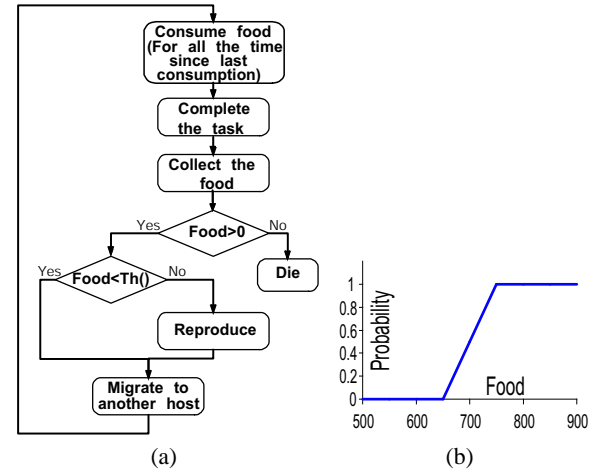 Consume food
(For all the time
since last
consumption)
Complete
the task
Collect the
food
Yes
Food>0
No
Die
Yes
Food<Th()
No
Reproduce
Migrate to
another host
(a)
Probability
1
0.8
0.6
0.4
0.2
0
Food
500 600 700 800 900
(b)